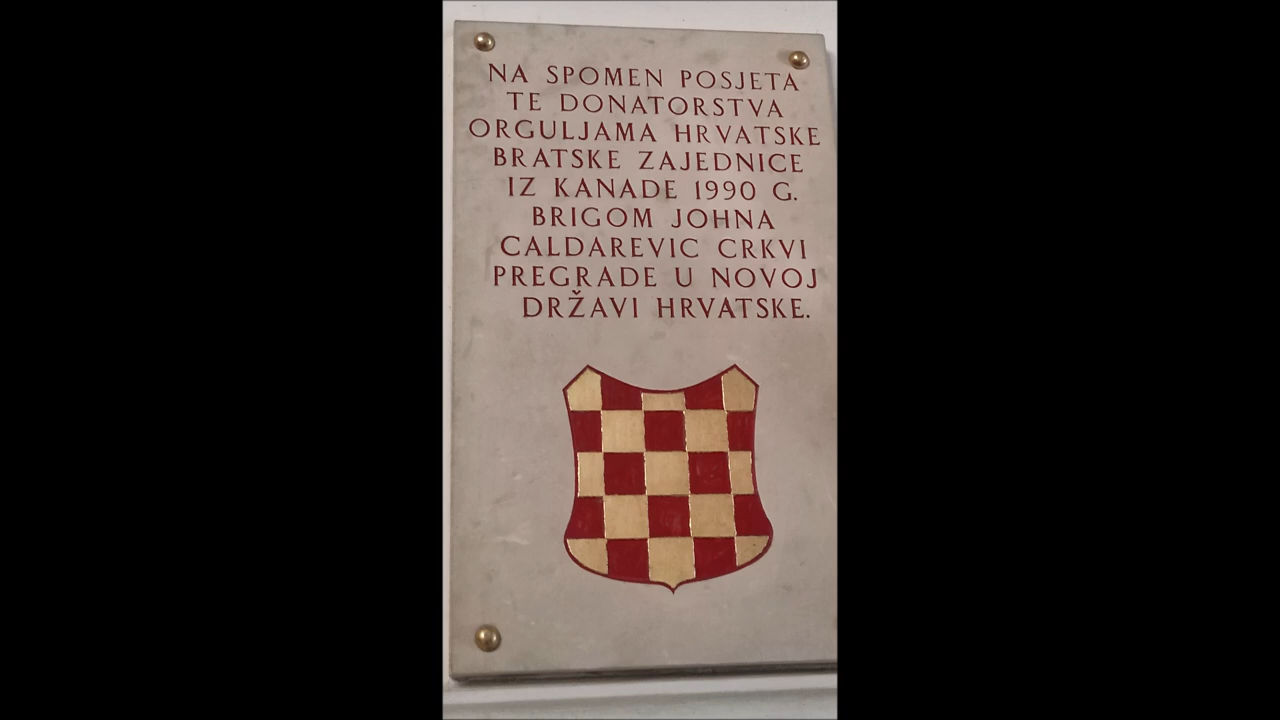 NA SPOMEN POSJETA
TE DONATORSTVA
ORGULJAMA HRVATSKE
BRATSKE ZAJEDNICE
IZ KANADE 1990 G.
BRIGOM JOHNA
CALDAREVIC CRKVI
PREGRADE U NOVOJ
DRŽAVI HRVATSKE.